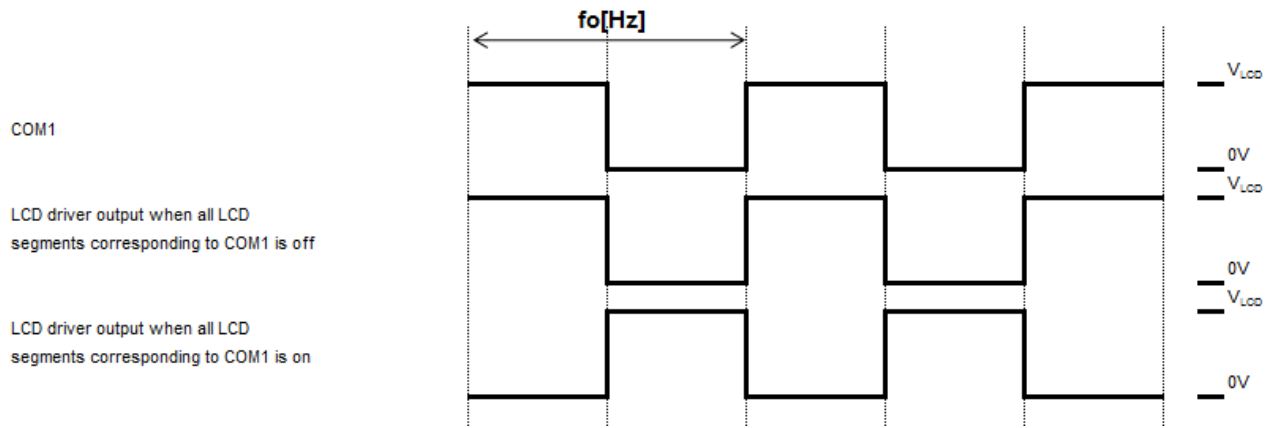 fo[Hz]
VLCD
COM1
0V
VLCD
LCD driver output when all LCD
segments corresponding to COM1 is off
0V
VLCD
LCD driver output when all LCD
segments corresponding to COM1 is on
0V